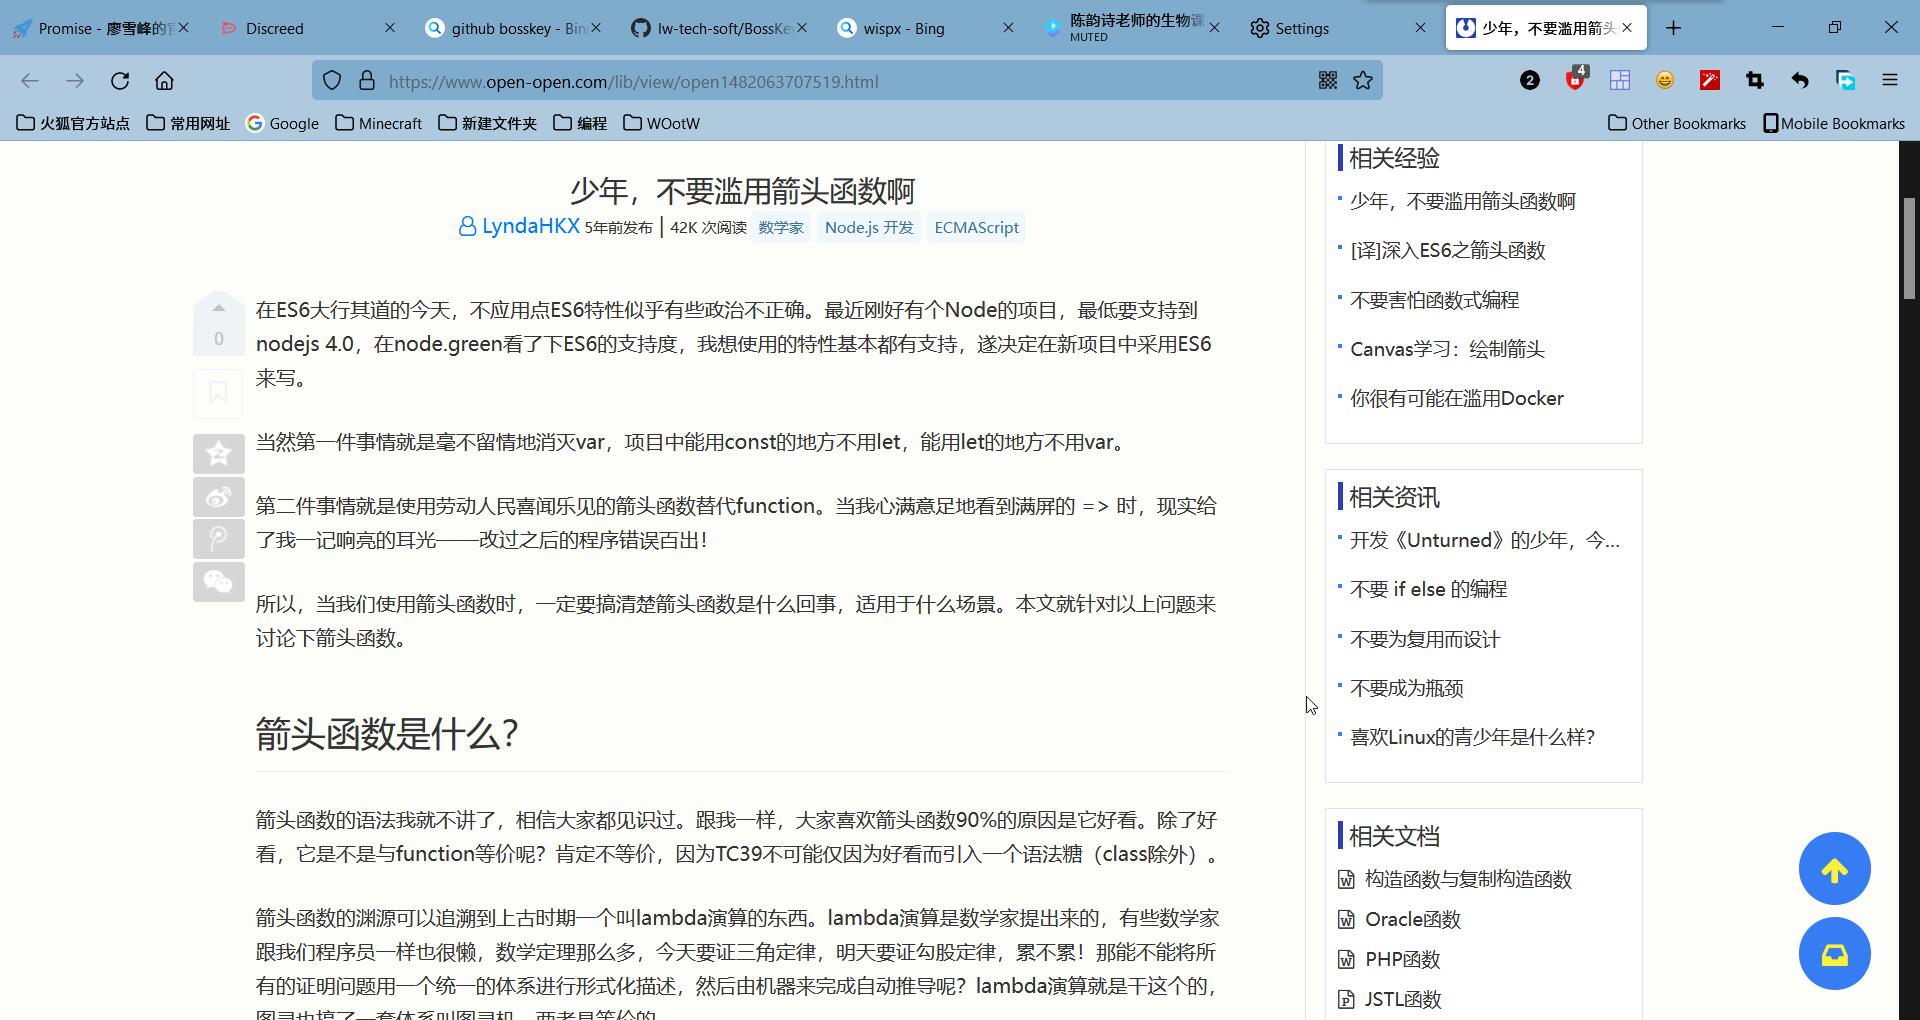 Promise - 廖雪峰的官
Discreed
github bosskey - Bin
lw-tech-soft/BossKey
wispx - Bing
陈韵诗老师的生物课
MUTED
Settings
少年，不要滥用箭头
https://www.open-open.com/lib/view/open1482063707519.html
2
4
火狐官方站点
常用网址
Google
Minecraft
新建文件夹
编程
WOotW
Other Bookmarks
Mobile Bookmarks
少年，不要滥用箭头函数啊
LyndaHKX 5年前发布 | 42K 次阅读 数学家 Node.js 开发 ECMAScript
0
在ES6大行其道的今天，不应用点ES6特性似乎有些政治不正确。最近刚好有个Node的项目，最低要支持到
nodejs 4.0，在node.green看了下ES6的支持度，我想使用的特性基本都有支持，遂决定在新项目中采用ES6
来写。
当然第一件事情就是毫不留情地消灭var，项目中能用const的地方不用let，能用let的地方不用var。
第二件事情就是使用劳动人民喜闻乐见的箭头函数替代function。当我心满意足地看到满屏的 => 时，现实给
了我一记响亮的耳光——改过之后的程序错误百出！
所以，当我们使用箭头函数时，一定要搞清楚箭头函数是什么回事，适用于什么场景。本文就针对以上问题来
讨论下箭头函数。
箭头函数是什么？
箭头函数的语法我就不讲了，相信大家都见识过。跟我一样，大家喜欢箭头函数90%的原因是它好看。除了好
看，它是不是与function等价呢？肯定不等价，因为TC39不可能仅因为好看而引入一个语法糖（class除外）。
箭头函数的渊源可以追溯到上古时期一个叫lambda演算的东西。lambda演算是数学家提出来的，有些数学家
跟我们程序员一样也很懒，数学定理那么多，今天要证三角定律，明天要证勾股定律，累不累！那能不能将所
有的证明问题用一个统一的体系进行形式化描述，然后由机器来完成自动推导呢？lambda演算就是干这个的，
图灵也搞了一套体系叫图灵机，两者是等价的。
相关经验
少年，不要滥用箭头函数啊
[译]深入ES6之箭头函数
不要害怕函数式编程
Canvas学习：绘制箭头
你很有可能在滥用Docker
相关资讯
开发《Unturned》的少年，今...
不要 if else 的编程
不要为复用而设计
不要成为瓶颈
喜欢Linux的青少年是什么样？
相关文档
构造函数与复制构造函数
Oracle函数
PHP函数
JSTL函数